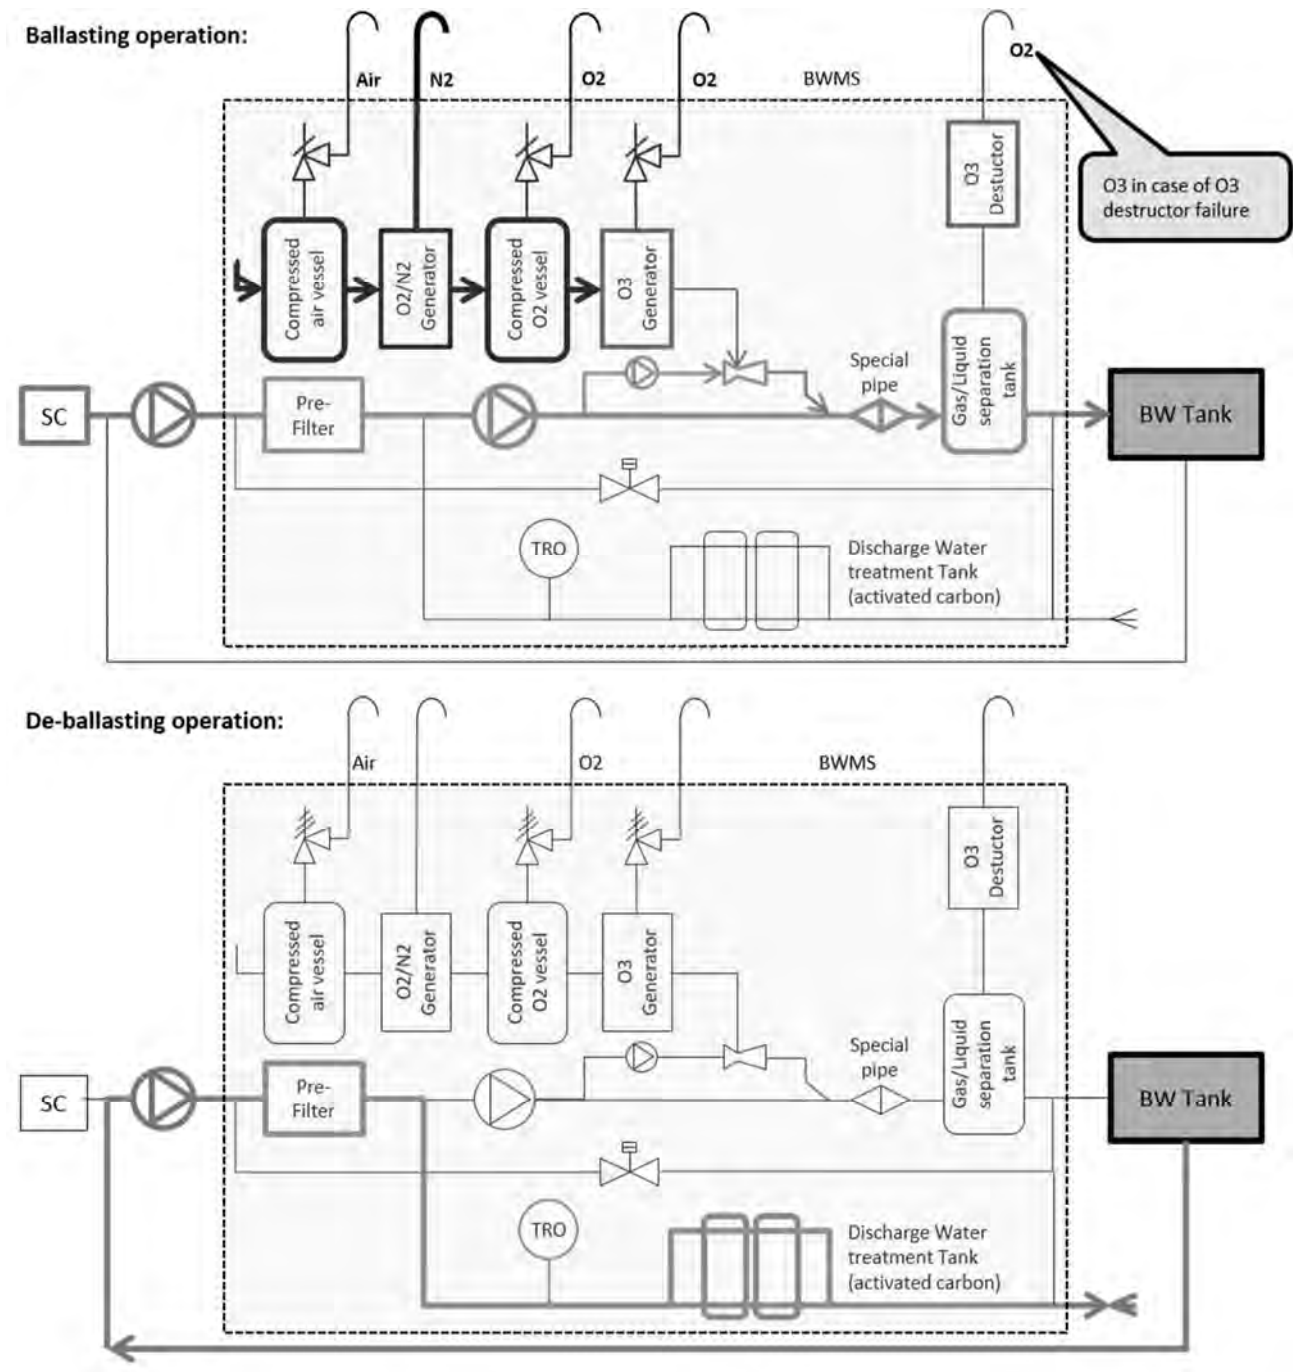 Ballasting operation:
Air
N2
O2
O2
BWMS
O2
O3 in case of O3
destructor failure
O3
Destuctor
Compressed
air vessel
O2/N2
Generator
Compressed
O2 vessel
O3
Generator
Gas/Liquid
separation
tank
Special
pipe
SC
Pre-
Filter
BW Tank
TRO
Discharge Water
treatment Tank
(activated carbon)
De-ballasting operation:
Air
O2
BWMS
O3
Destuctor
Compressed
air vessel
O2/N2
Generator
Compressed
O2 vessel
O3
Generator
Gas/Liquid
separation
tank
Special
pipe
SC
Pre-
Filter
BW Tank
TRO
Discharge Water
treatment Tank
(activated carbon)